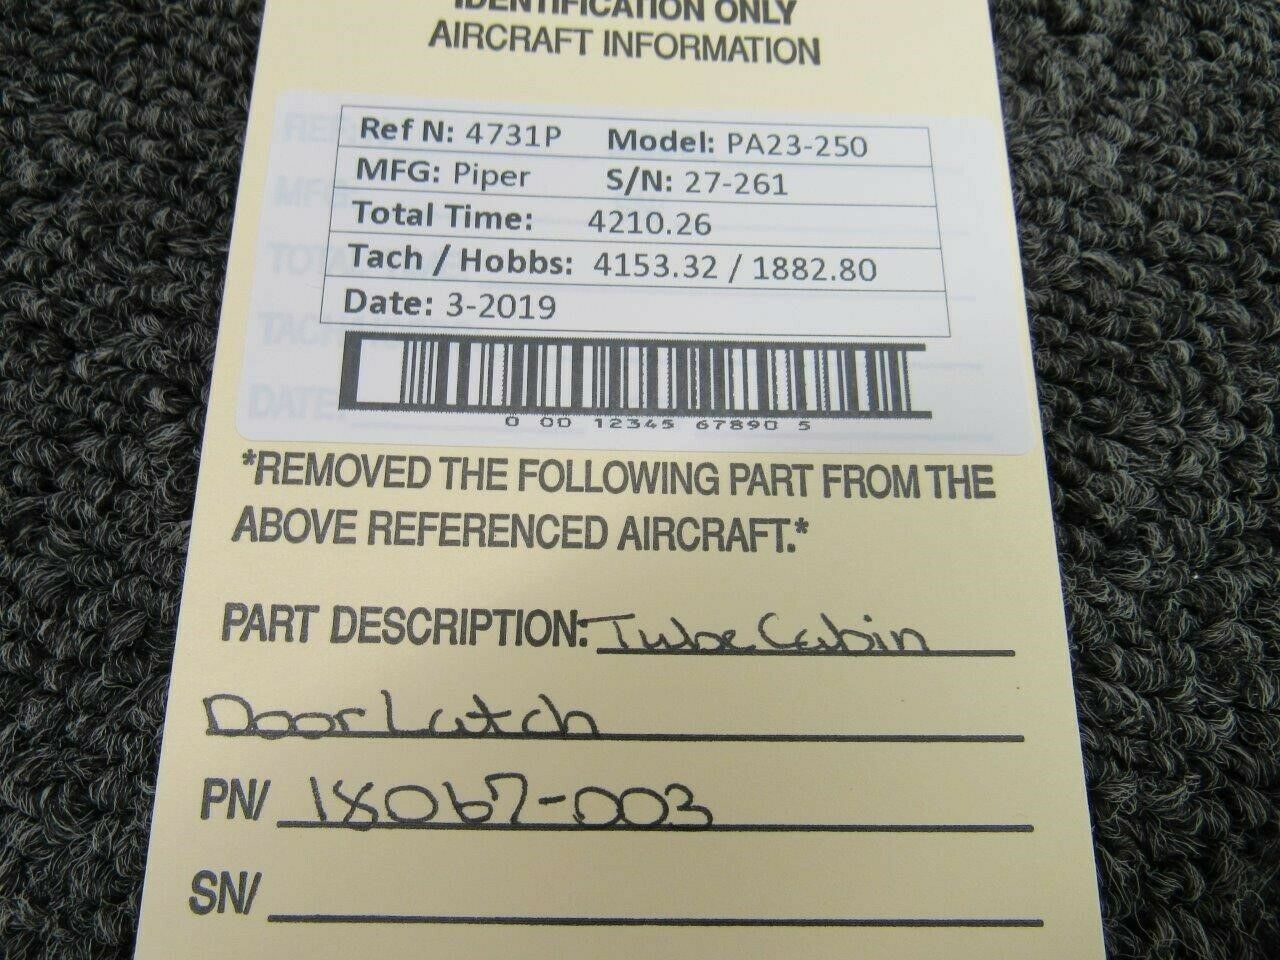 IDENTIFICATION ONLY
AIRCRAFT INFORMATION
Ref N: 4731P Model: PA23-250
MFG: Piper S/N: 27-261
Total Time: 4210.26
Tach / Hobbs: 4153.32 / 1882.80
Date: 3-2019
0 00 12345 67890 5
*REMOVED THE FOLLOWING PART FROM THE
ABOVE REFERENCED AIRCRAFT.*
PART DESCRIPTION: Tube Cabin
Door Latch
PN/ 18067-003
SN/